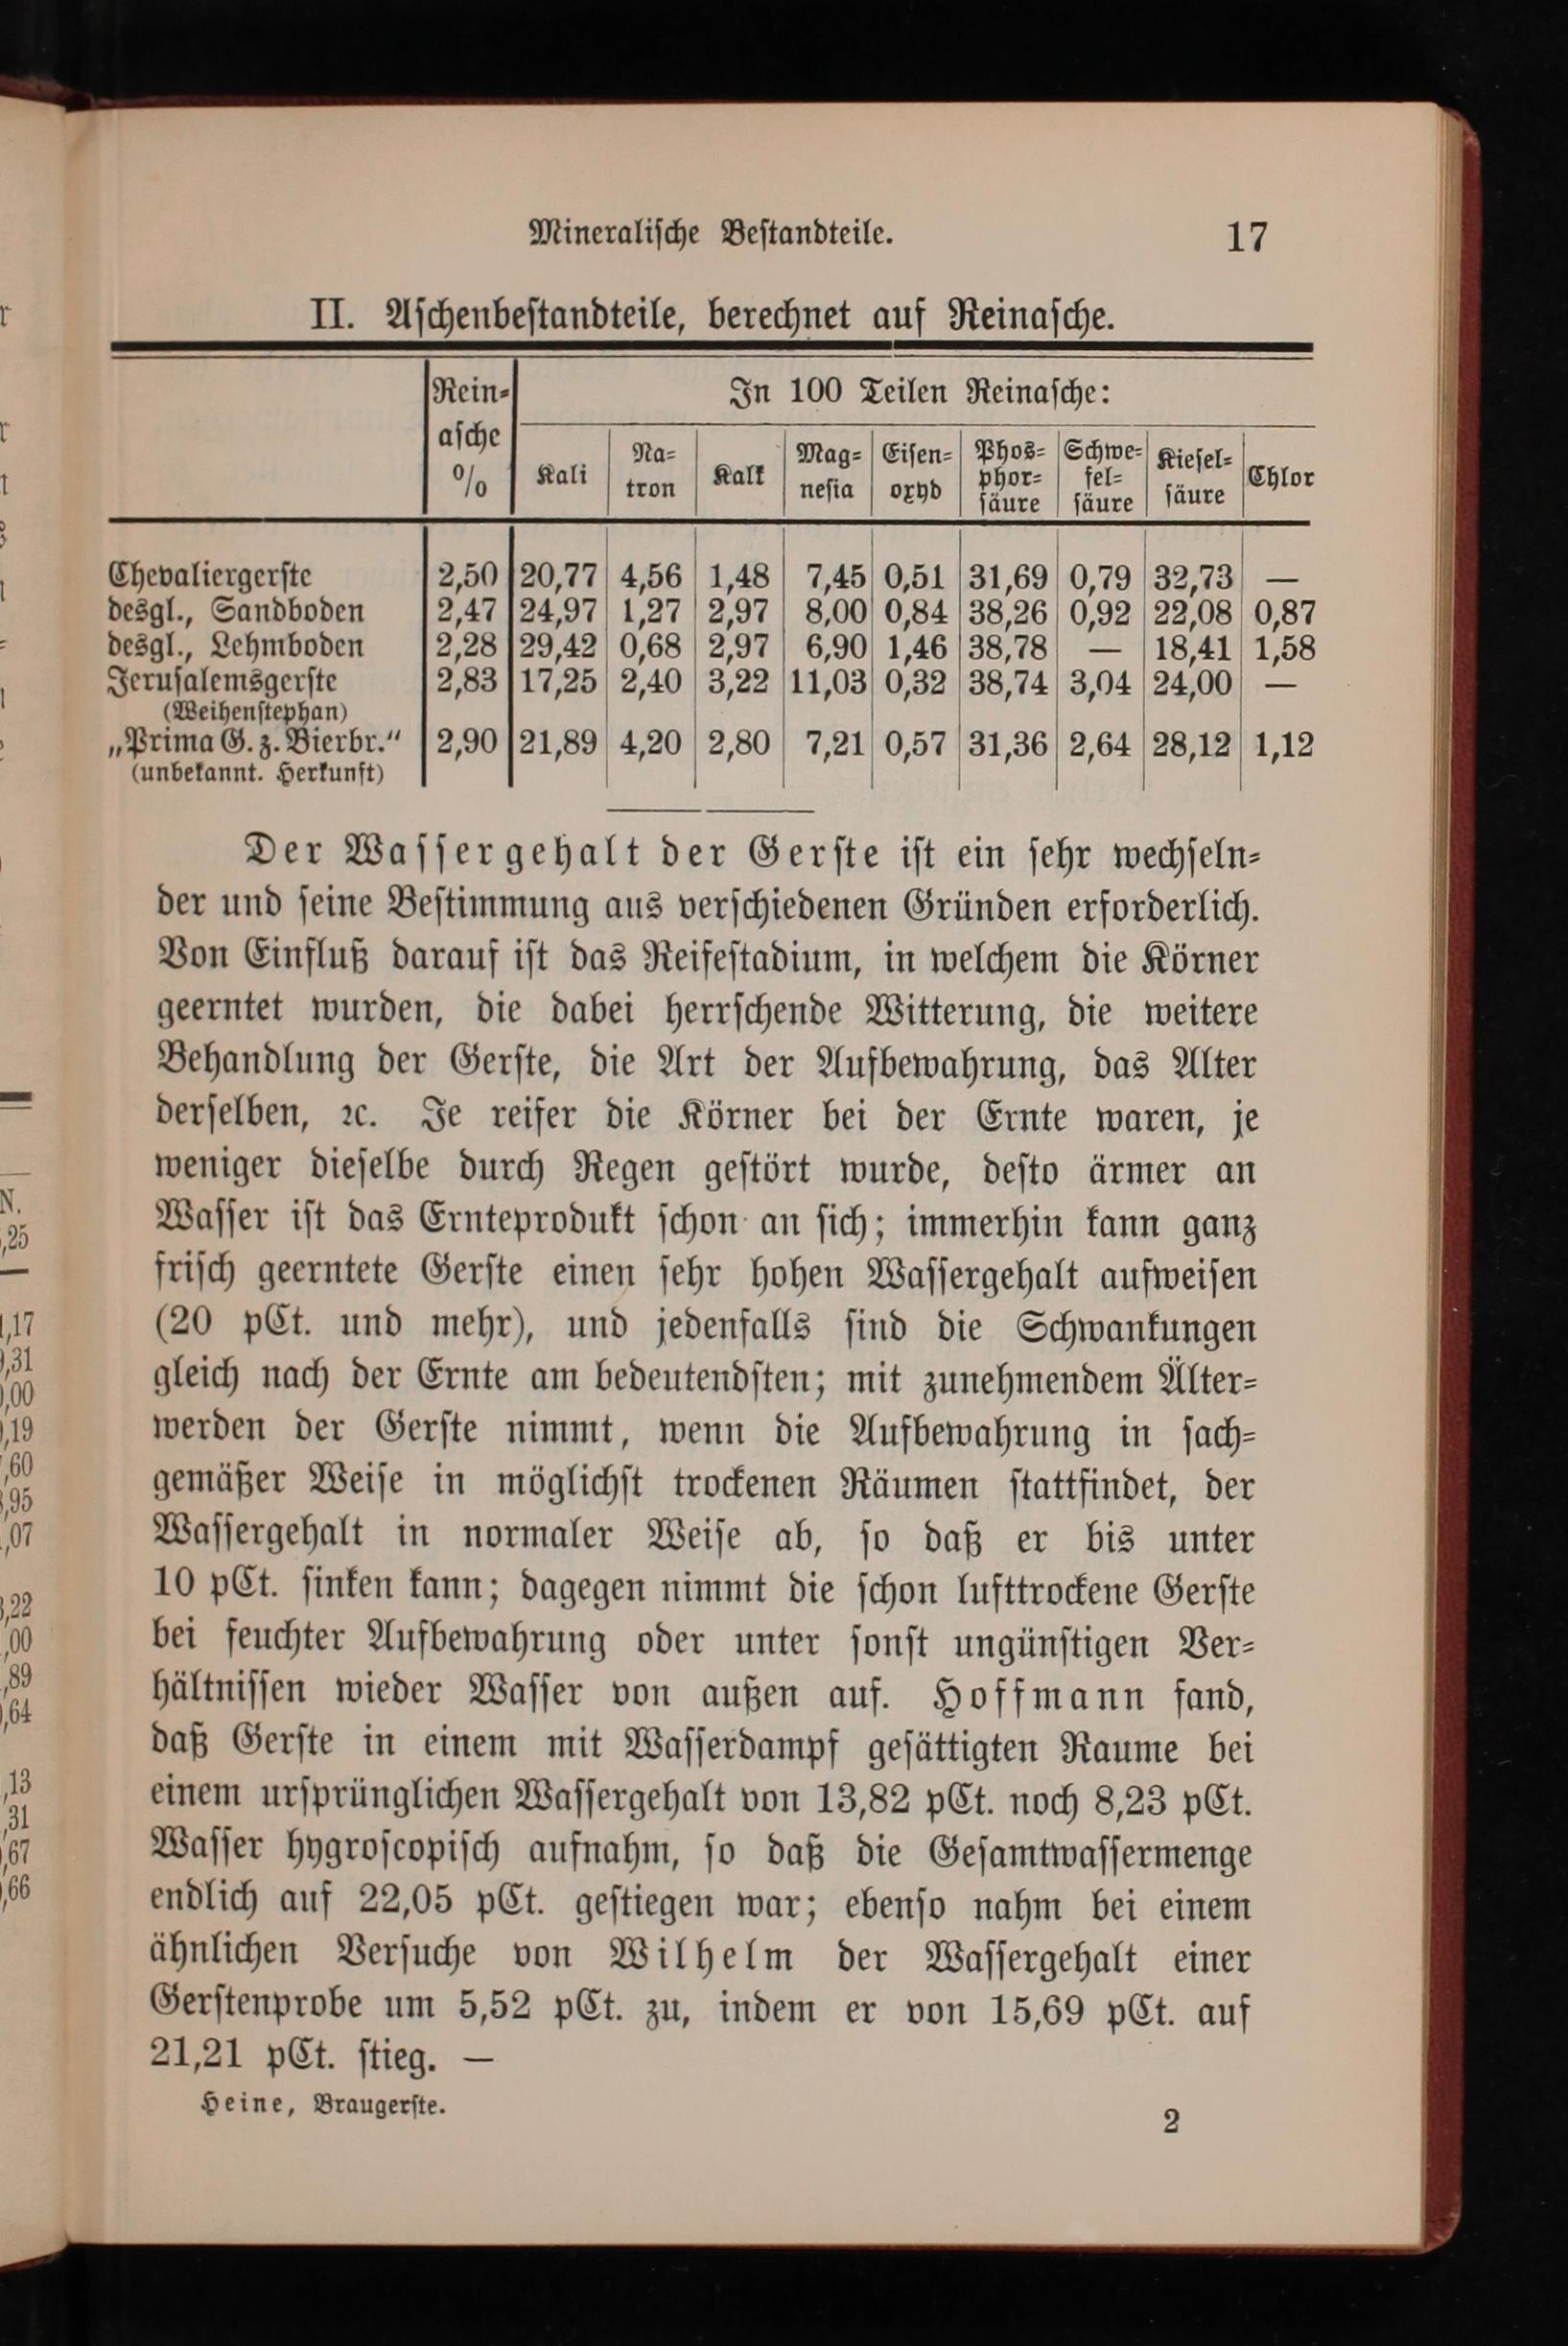 Mineralische Bestandteile.
17
II. Aschenbestandteile, berechnet auf Reinasche.
Rein-
asche
%
In 100 Teilen Reinasche:
Kali
Na-
tron
Kalk
Mag-
nesia
Eisen-
oxyd
Phos-
phor-
säure
Schwe-
fel-
säure
Kiesel-
säure
Chlor
Chevaliergerste 2,50 20,77 4,56 1,48 7,45 0,51 31,69 0,79 32,73 —
desgl., Sandboden 2,47 24,97 1,27 2,97 8,00 0,84 38,26 0,92 22,08 0,87
desgl., Lehmboden 2,28 29,42 0,68 2,97 6,90 1,46 38,78 — 18,41 1,58
Jerusalemsgerste 2,83 17,25 2,40 3,22 11,03 0,32 38,74 3,04 24,00 —
(Weihenstephan)
„Prima G. z. Bierbr.“ 2,90 21,89 4,20 2,80 7,21 0,57 31,36 2,64 28,12 1,12
(unbekannt. Herkunft)
Der Wassergehalt der Gerste ist ein sehr wechseln-
der und seine Bestimmung aus verschiedenen Gründen erforderlich.
Von Einfluß darauf ist das Reifestadium, in welchem die Körner
geerntet wurden, die dabei herrschende Witterung, die weitere
Behandlung der Gerste, die Art der Aufbewahrung, das Alter
derselben, ꝛc. Je reifer die Körner bei der Ernte waren, je
weniger dieselbe durch Regen gestört wurde, desto ärmer an
Wasser ist das Ernteprodukt schon an sich; immerhin kann ganz
frisch geerntete Gerste einen sehr hohen Wassergehalt aufweisen
(20 pCt. und mehr), und jedenfalls sind die Schwankungen
gleich nach der Ernte am bedeutendsten; mit zunehmendem Älter-
werden der Gerste nimmt, wenn die Aufbewahrung in sach-
gemäßer Weise in möglichst trockenen Räumen stattfindet, der
Wassergehalt in normaler Weise ab, so daß er bis unter
10 pCt. sinken kann; dagegen nimmt die schon lufttrockene Gerste
bei feuchter Aufbewahrung oder unter sonst ungünstigen Ver-
hältnissen wieder Wasser von außen auf. Hoffmann fand,
daß Gerste in einem mit Wasserdampf gesättigten Raume bei
einem ursprünglichen Wassergehalt von 13,82 pCt. noch 8,23 pCt.
Wasser hygroscopisch aufnahm, so daß die Gesamtwassermenge
endlich auf 22,05 pCt. gestiegen war; ebenso nahm bei einem
ähnlichen Versuche von Wilhelm der Wassergehalt einer
Gerstenprobe um 5,52 pCt. zu, indem er von 15,69 pCt. auf
21,21 pCt. stieg. —
Heine, Braugerste.
2